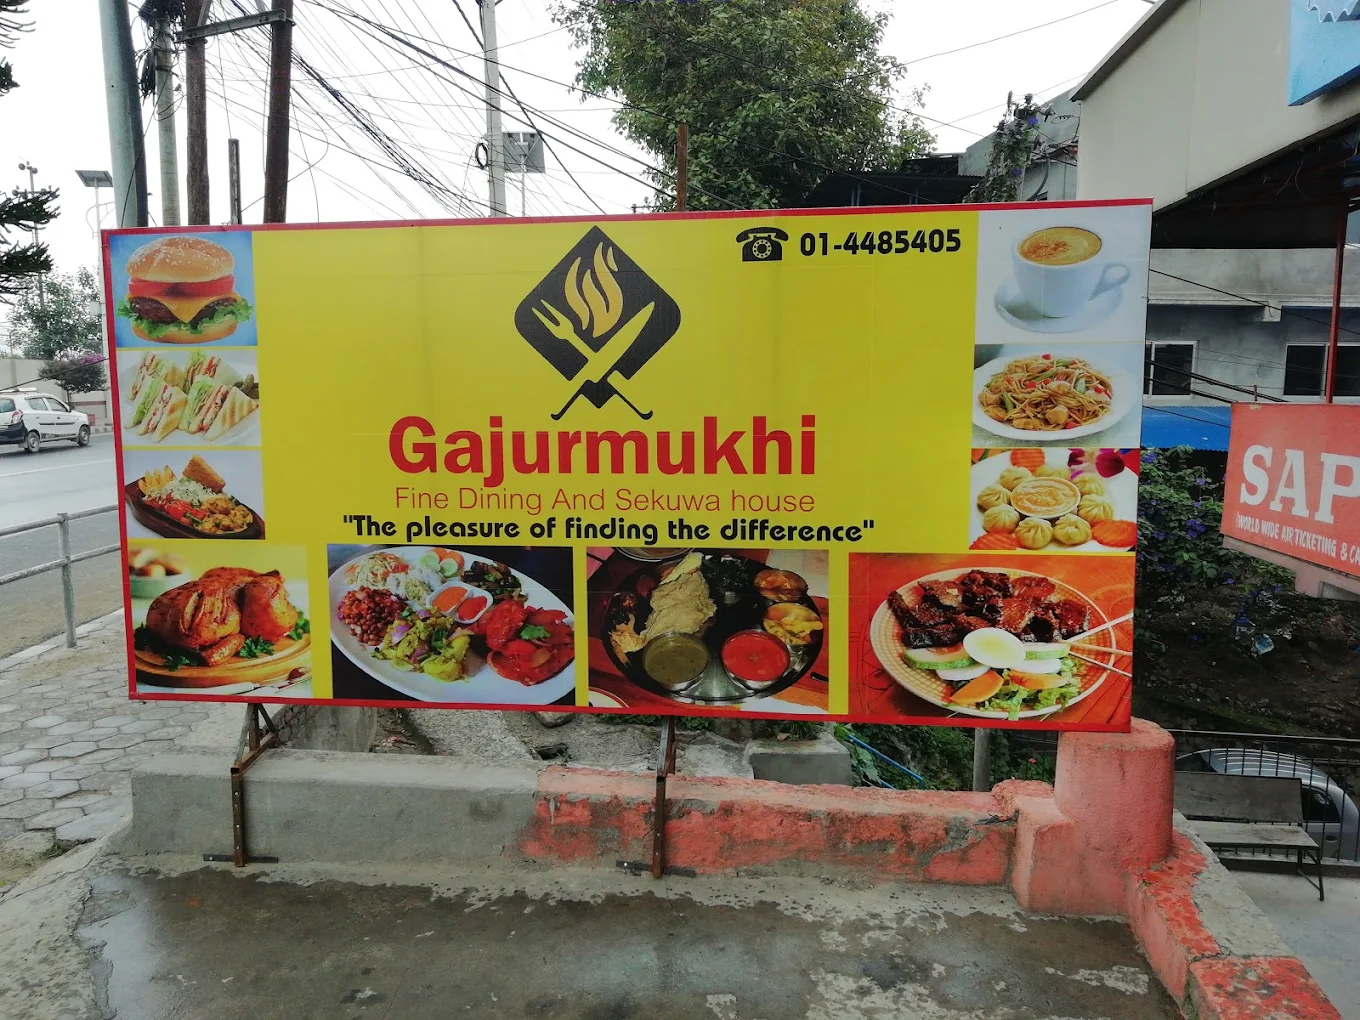 01-4485405
Gajurmukhi
Fine Dining And Sekuwa house
"The pleasure of finding the difference"
SAP
WORLD WIDE AIR TICKETING & CA